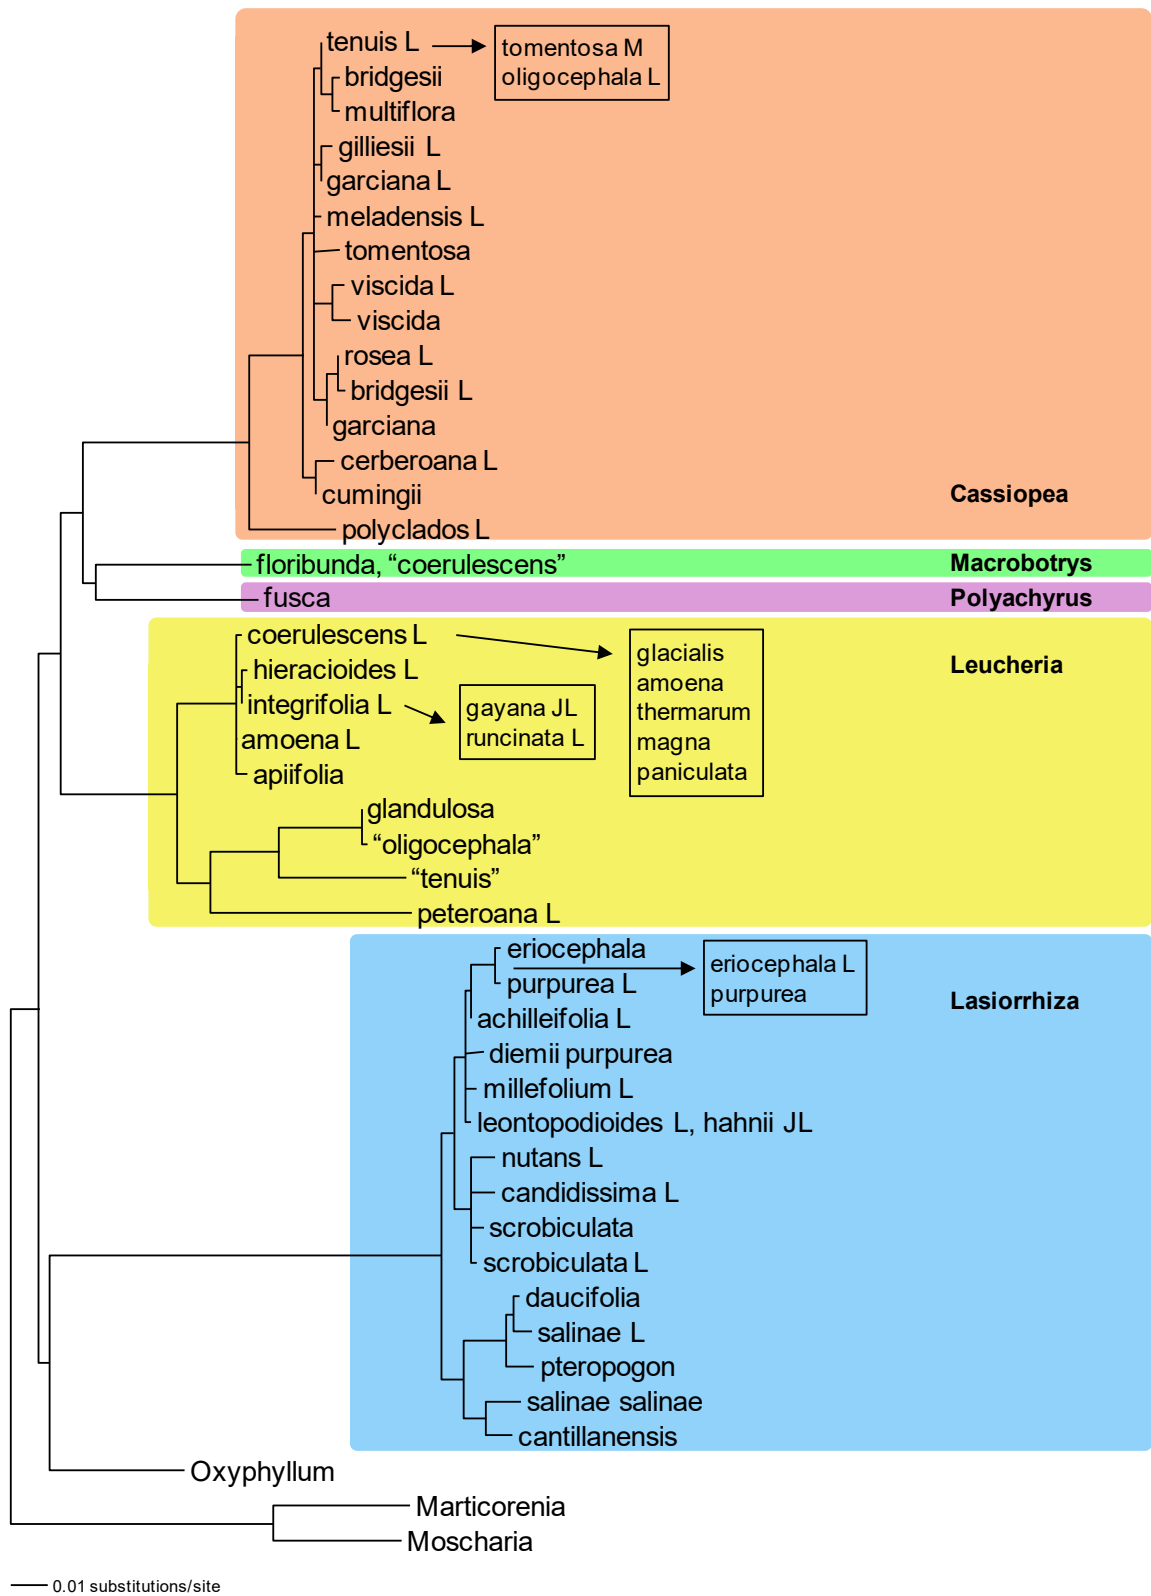 tenuis L
tomentosa M
oligocephala L
bridgesii
multiflora
gilliesii L
garciana L
meladensis L
tomentosa
viscida L
viscida
rosea L
bridgesii L
garciana
cerberoana L
cumingii
Cassiopea
polyclados L
floribunda, “coerulescens”
Macrobotrys
fusca
Polyachyrus
coerulescens L
glacialis
amoena
thermarum
magna
paniculata
Leucheria
hieracioides L
integrifolia L
gayana JL
runcinata L
amoena L
apiifolia
glandulosa
“oligocephala”
“tenuis”
peteroana L
eriocephala
eriocephala L
purpurea
purpurea L
Lasiorrhiza
achilleifolia L
diemii purpurea
millefolium L
leontopodioides L, hahnii JL
nutans L
candidissima L
scrobiculata
scrobiculata L
daucifolia
salinae L
pteropogon
salinae salinae
cantillanensis
Oxyphyllum
Marticorenia
Moscharia
0.01 substitutions/site